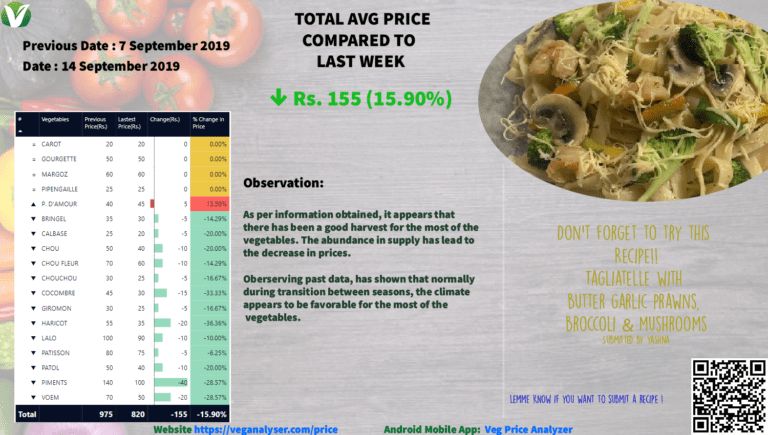 V
Previous Date : 7 September 2019
Date : 14 September 2019
TOTAL AVG PRICE
COMPARED TO
LAST WEEK
Rs. 155 (15.90%)
# Vegetables Previous Price(Rs.) Lastest Price(Rs.) Change(Rs.) % Change in Price
= CAROT 20 20 0 0.00%
= GOURGETTE 50 50 0 0.00%
= MARGOZ 60 60 0 0.00%
= PIPENGAILLE 25 25 0 0.00%
▲ P. D'AMOUR 40 45 5 13.50%
▼ BRINGEL 35 30 -5 -14.29%
▼ CALBASE 25 20 -5 -20.00%
▼ CHOU 50 40 -10 -20.00%
▼ CHOU FLEUR 70 60 -10 -14.29%
▼ CHOUCHOU 30 25 -5 -16.67%
▼ COCOMBRE 45 30 -15 -33.33%
▼ GIROMON 30 25 -5 -16.67%
▼ HARICOT 55 35 -20 -36.36%
▼ LALO 100 90 -10 -10.00%
▼ PATISSON 80 75 -5 -6.25%
▼ PATOL 50 40 -10 -20.00%
▼ PIMENTS 140 100 -40 -28.57%
▼ VOEM 70 50 -20 -28.57%
Total 975 820 -155 -15.90%
Observation:
As per information obtained, it appears that
there has been a good harvest for the most of the
vegetables. The abundance in supply has lead to
the decrease in prices.
Oberserving past data, has shown that normally
during transition between seasons, the climate
appears to be favorable for the most of the
vegetables.
DON'T FORGET TO TRY THIS
RECIPE!!
TAGLIATELLE WITH
BUTTER GARLIC PRAWNS,
BROCCOLI & MUSHROOMS
SUBMITTED BY YASHNA
LEMME KNOW IF YOU WANT TO SUBMIT A RECIPE !
Website https://veganalyser.com/price
Android Mobile App: Veg Price Analyzer